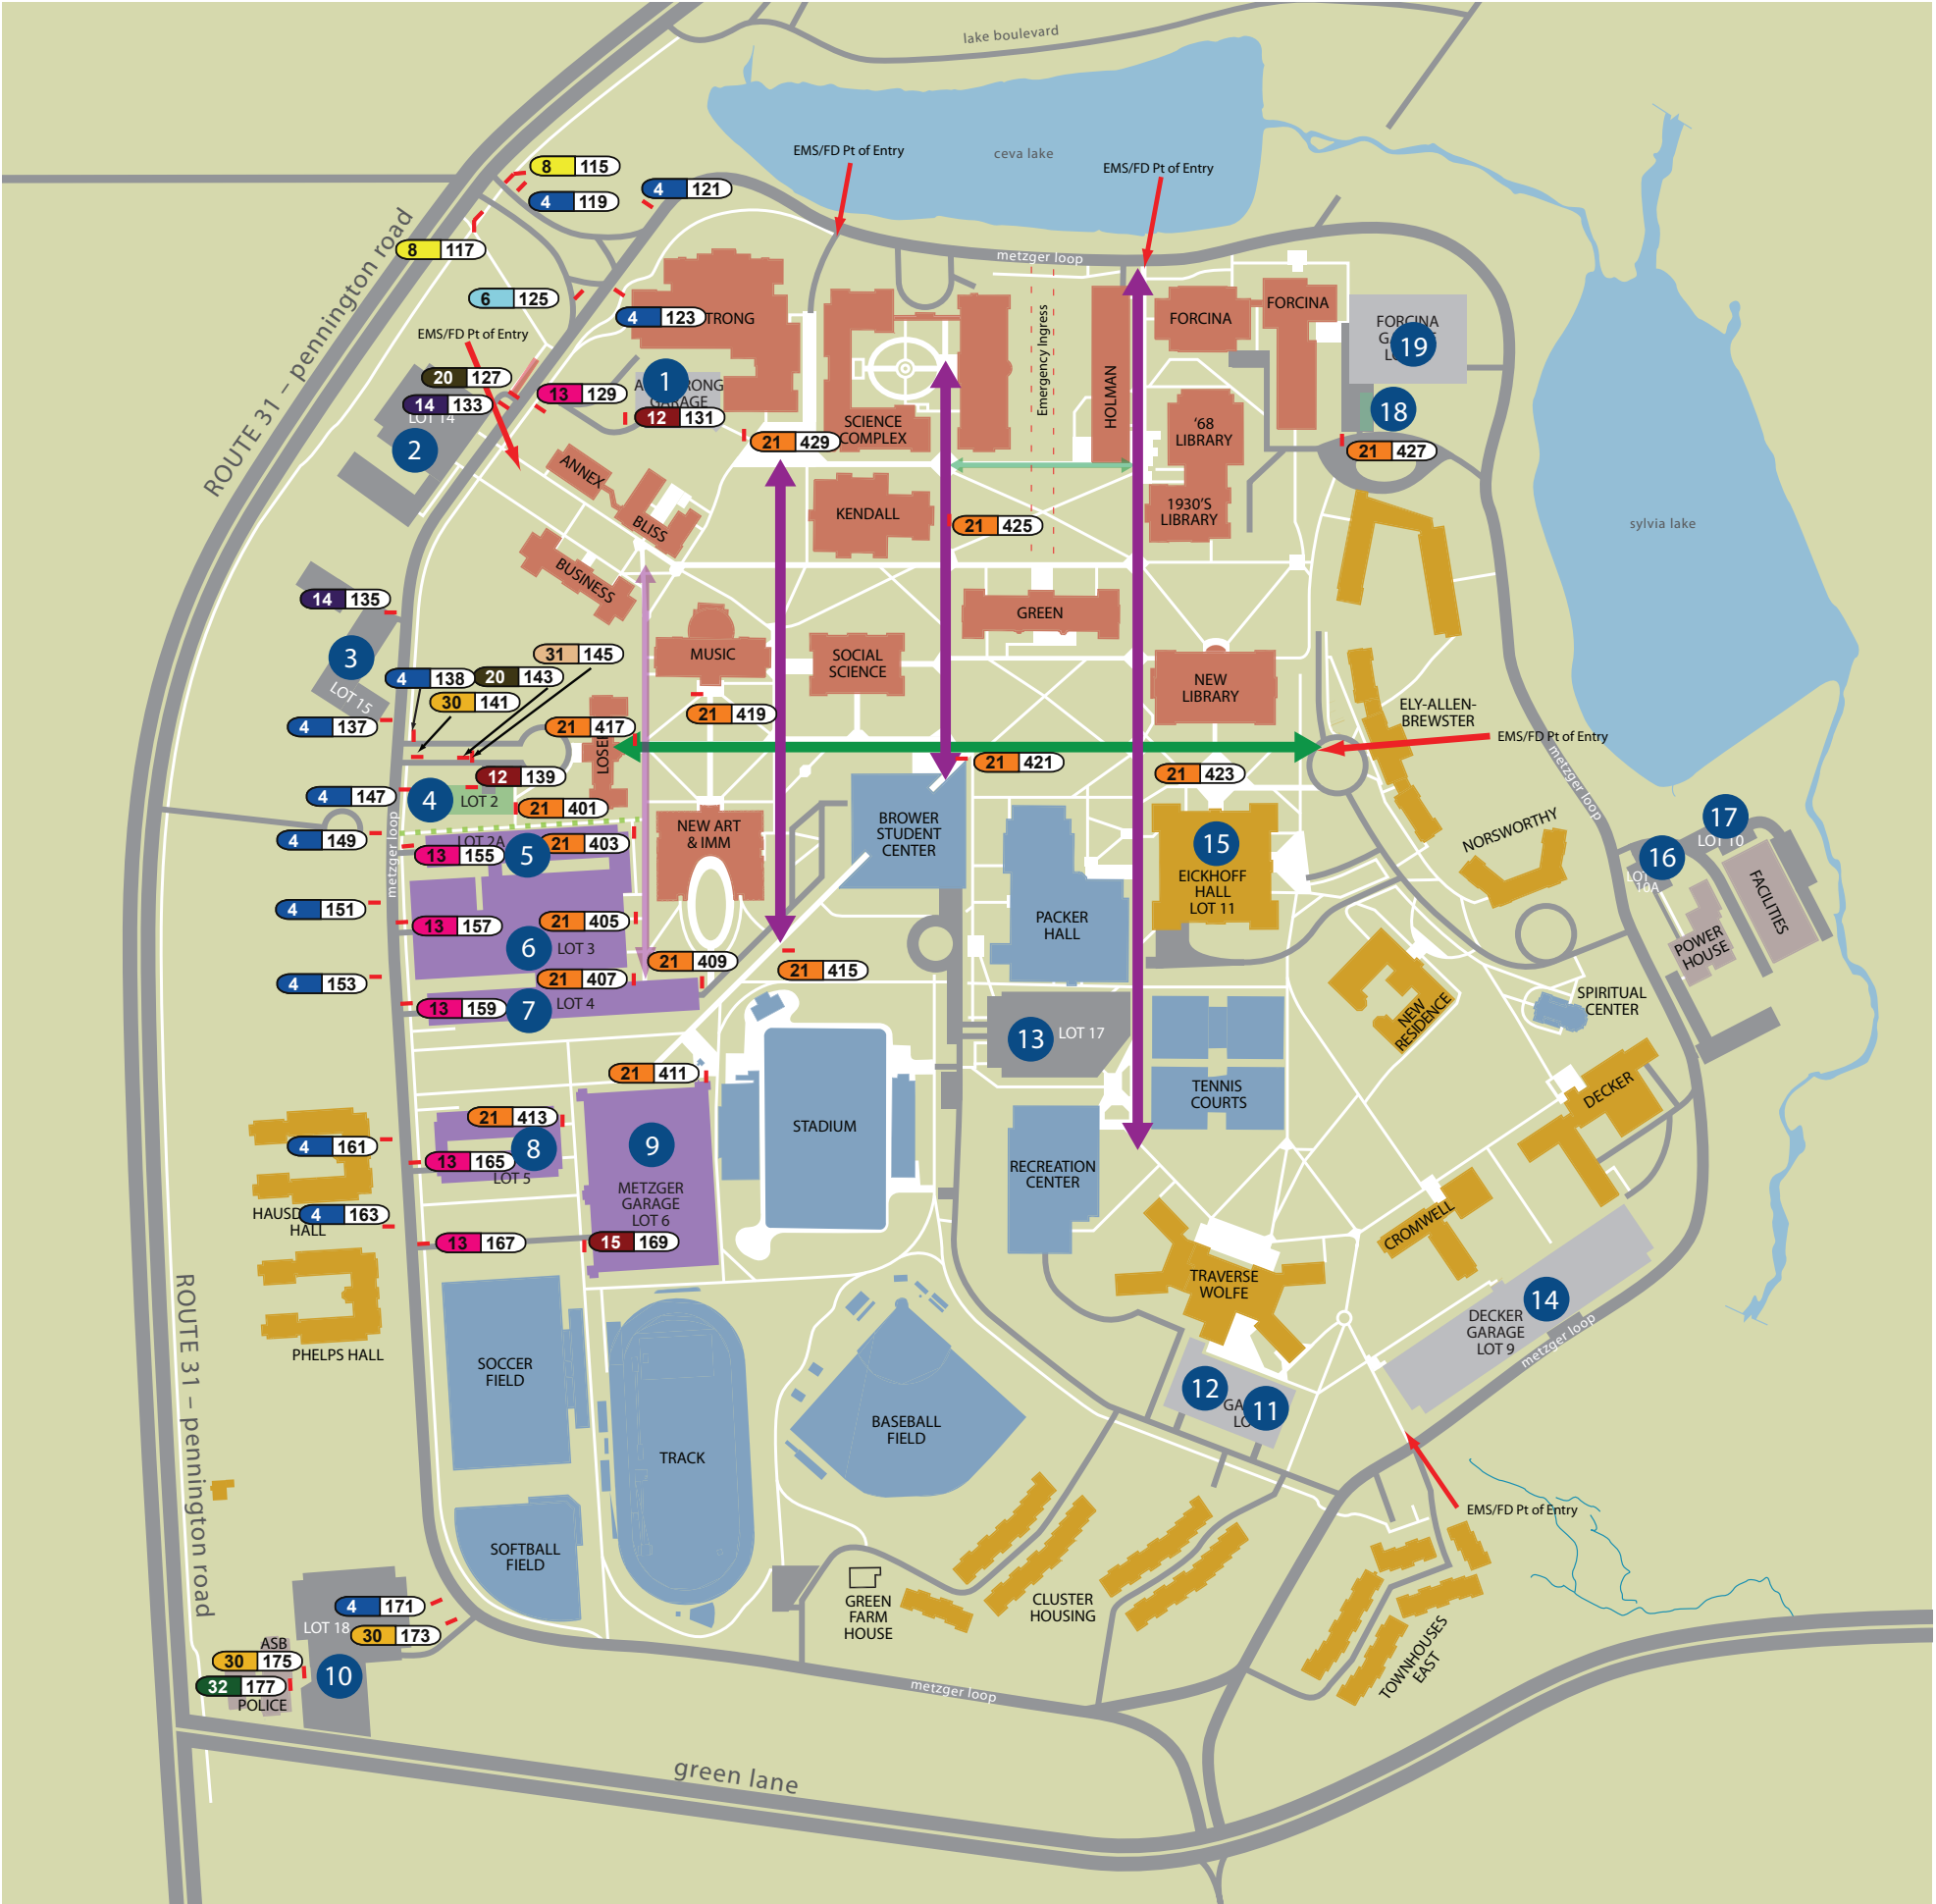 lake boulevard
ceva lake
EMS/FD Pt of Entry
EMS/FD Pt of Entry
8 115
4 119
4 121
8 117
ROUTE 31 – pennington road
metzger loop
6 125
4 123
TRONG
EMS/FD Pt of Entry
20 127
14 133
LOT 14
2
13 129
1
GARAGE
12 131
21 429
SCIENCE
COMPLEX
Emergency Ingress
HOLMAN
FORCINA
FORCINA
FORCINA
19
18
21 427
'68
LIBRARY
1930'S
LIBRARY
ANNEX
BLISS
BUSINESS
KENDALL
21 425
sylvia lake
14 135
3
LOT 15
GREEN
MUSIC
SOCIAL
SCIENCE
NEW
LIBRARY
31 145
4 138
20 143
30 141
4 137
21 417
21 419
LOSE
ELY-ALLEN-
BREWSTER
EMS/FD Pt of Entry
metzger loop
12 139
4 147
4
LOT 2
21 401
21 421
21 423
4 149
metzger loop
LOT 2A
13 155
5
21 403
NEW ART
& IMM
BROWER
STUDENT
CENTER
15
EICKHOFF
HALL
LOT 11
NORSWORTHY
17
LOT 10
16
LOT
10A
FACILITIES
POWER
HOUSE
4 151
13 157
21 405
6
LOT 3
PACKER
HALL
21 409
21 415
4 153
21 407
13 159
7
LOT 4
13
LOT 17
NEW
RESIDENCE
SPIRITUAL
CENTER
21 411
TENNIS
COURTS
DECKER
21 413
8
4 161
13 165
LOT 5
9
METZGER
GARAGE
LOT 6
STADIUM
RECREATION
CENTER
HAUSD
HALL
4 163
13 167
15 169
CROMWELL
TRAVERSE
WOLFE
14
DECKER
GARAGE
LOT 9
metzger loop
PHELPS HALL
ROUTE 31 – pennington road
SOCCER
FIELD
TRACK
BASEBALL
FIELD
12
11
EMS/FD Pt of Entry
SOFTBALL
FIELD
GREEN
FARM
HOUSE
CLUSTER
HOUSING
TOWNHOUSES
EAST
4 171
LOT 18
30 173
ASB
30 175
32 177
POLICE
10
metzger loop
green lane